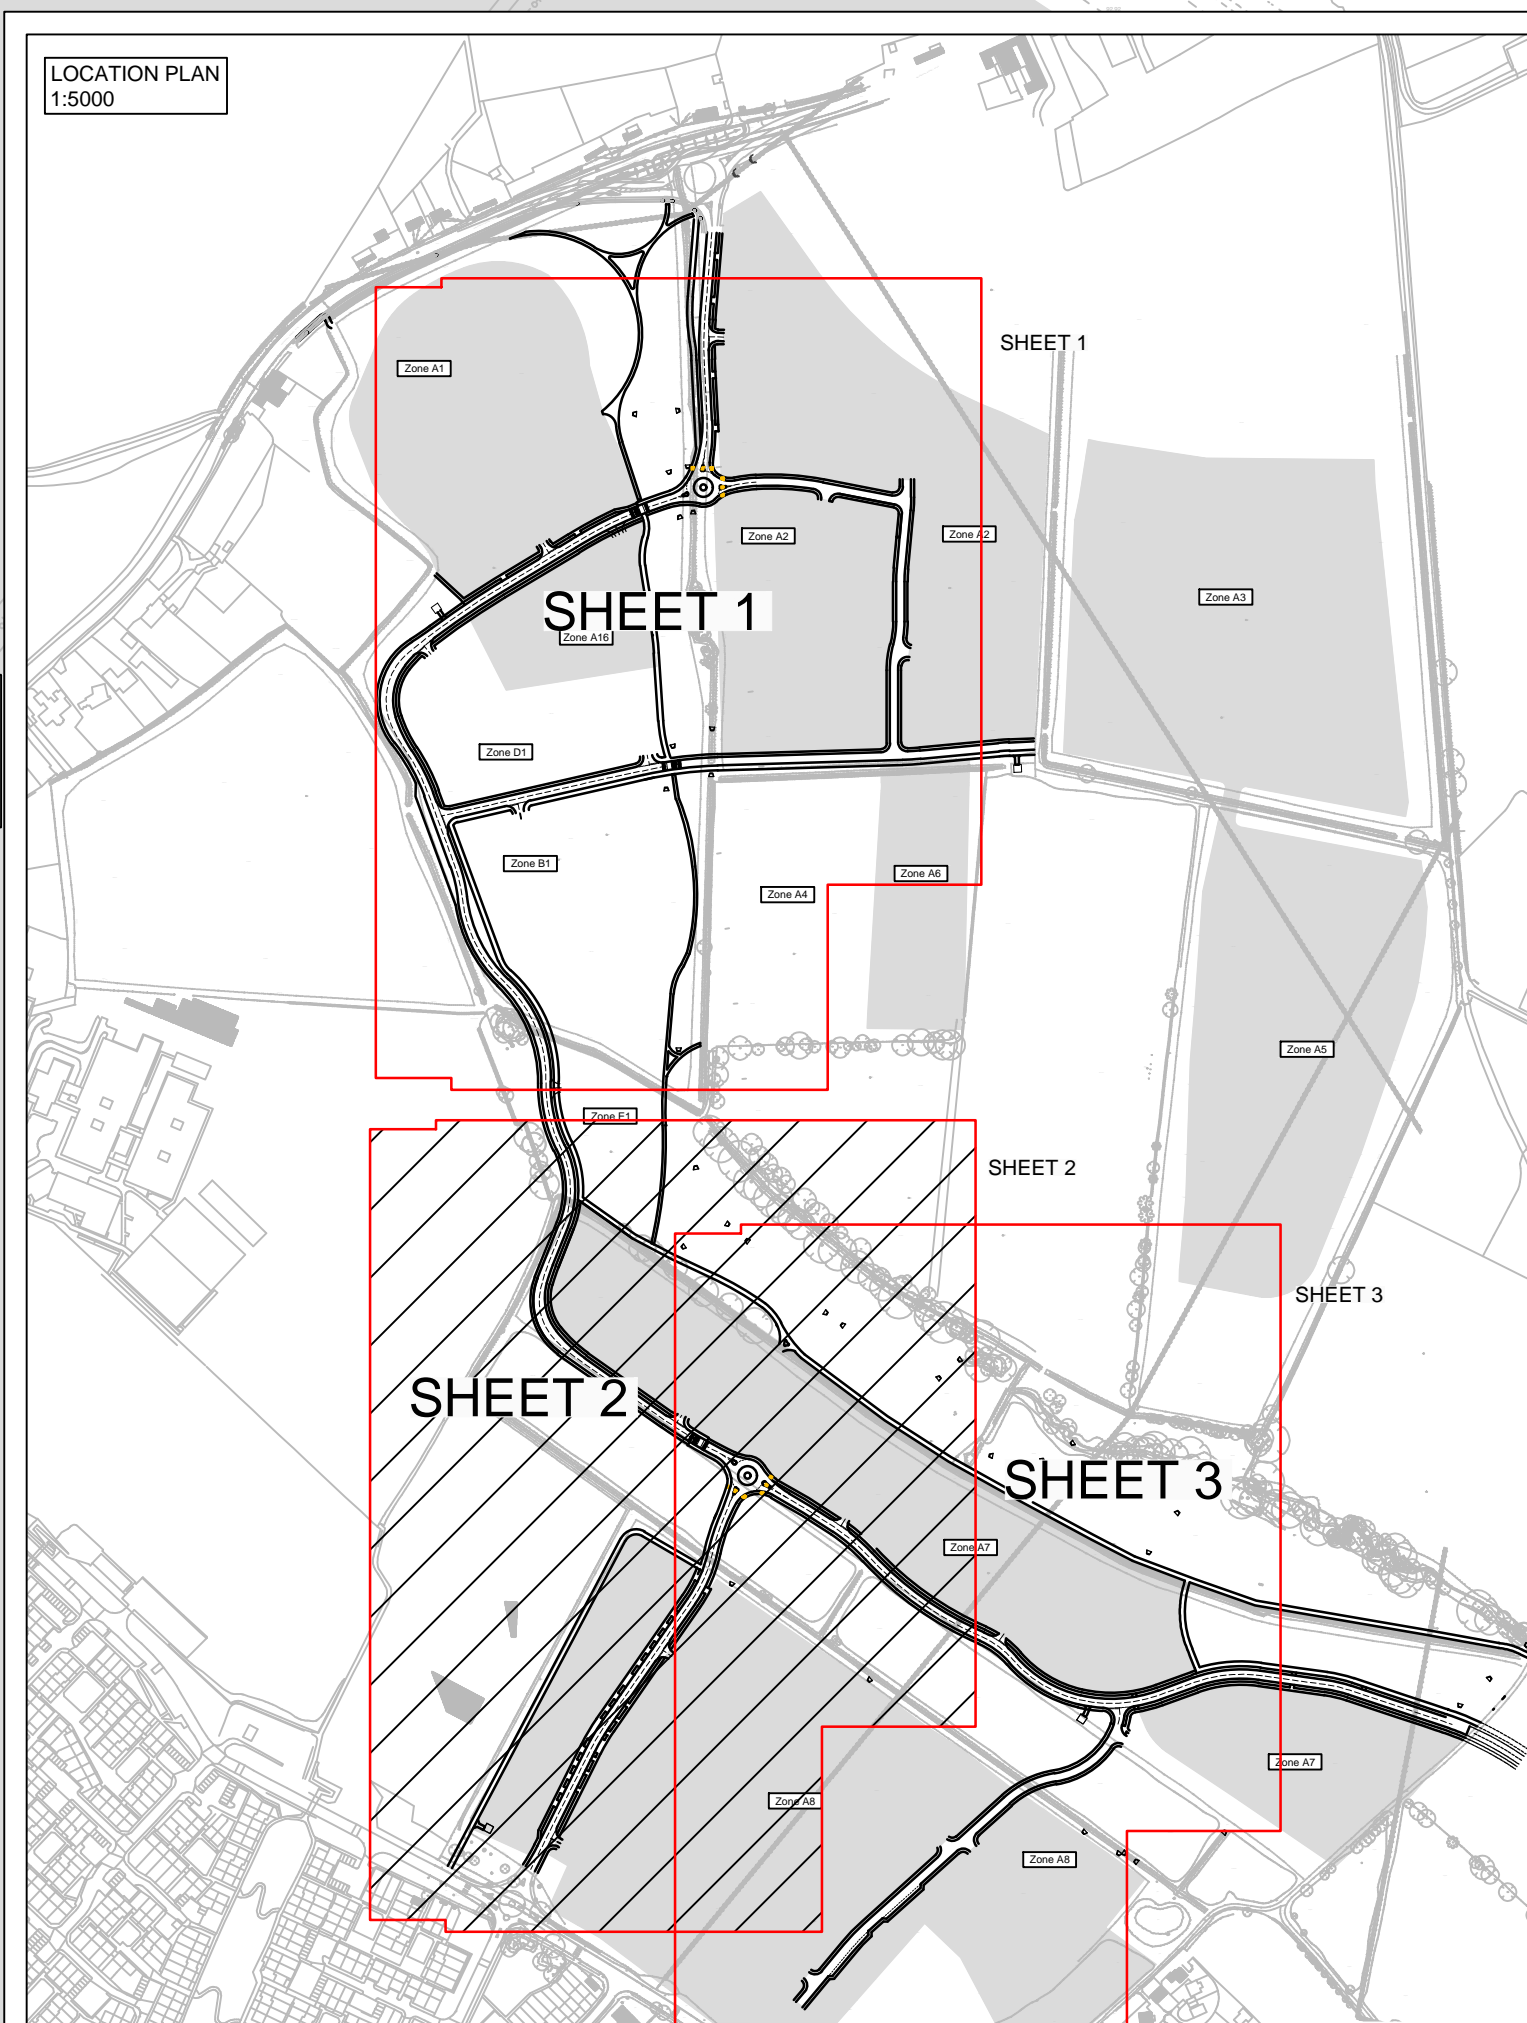 LOCATION PLAN
1:5000
SHEET 1
Zone A1
Zone A2
Zone A2
Zone A3
SHEET 1
Zone A16
Zone D1
Zone B1
Zone A6
Zone A4
Zone A5
Zone E1
SHEET 2
SHEET 3
SHEET 2
SHEET 3
Zone A7
Zone A7
Zone A8
Zone A8